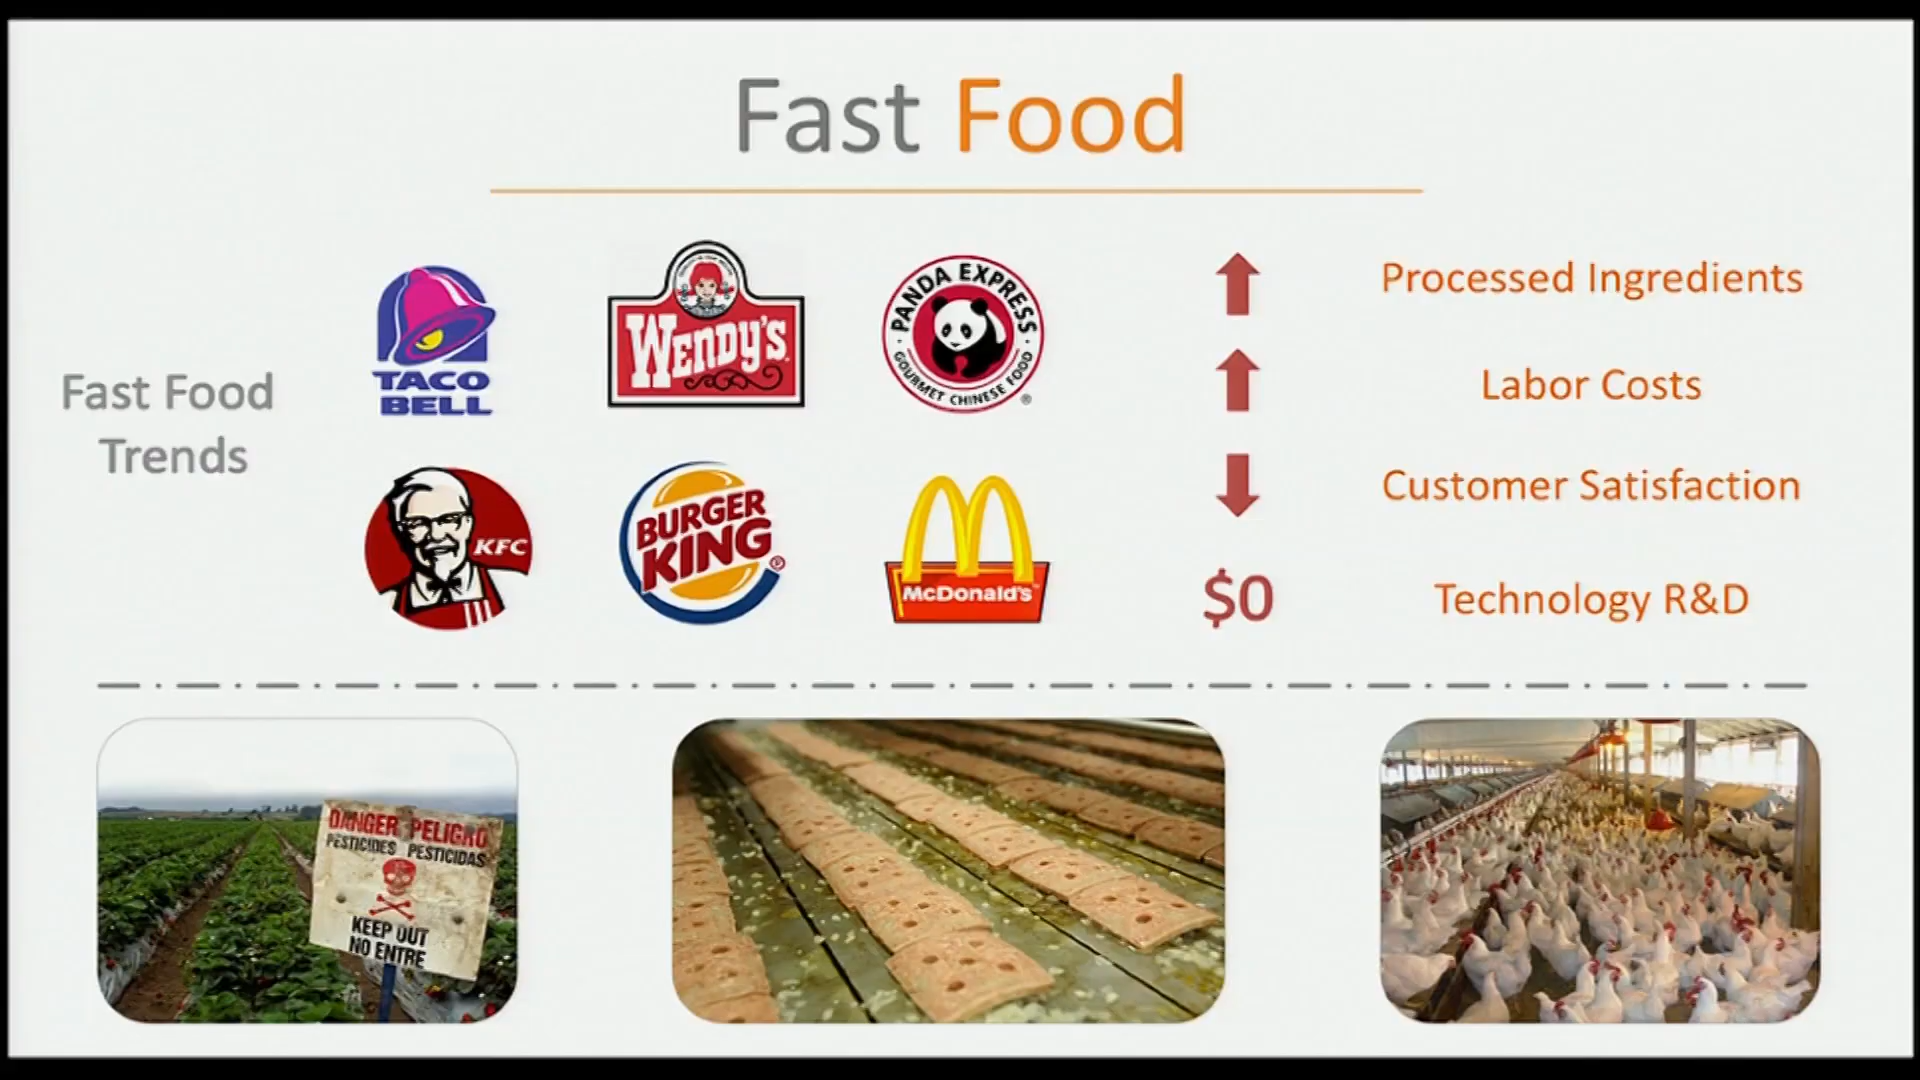 Fast Food
Fast Food
Trends
TACO
BELL
WENDY'S
PANDA EXPRESS
GOURMET CHINESE FOOD
®
KFC
BURGER
KING
®
McDonald's
Processed Ingredients
Labor Costs
Customer Satisfaction
$0 Technology R&D
DANGER PELIGRO
PESTICIDES PESTICIDAS
KEEP OUT
NO ENTRE